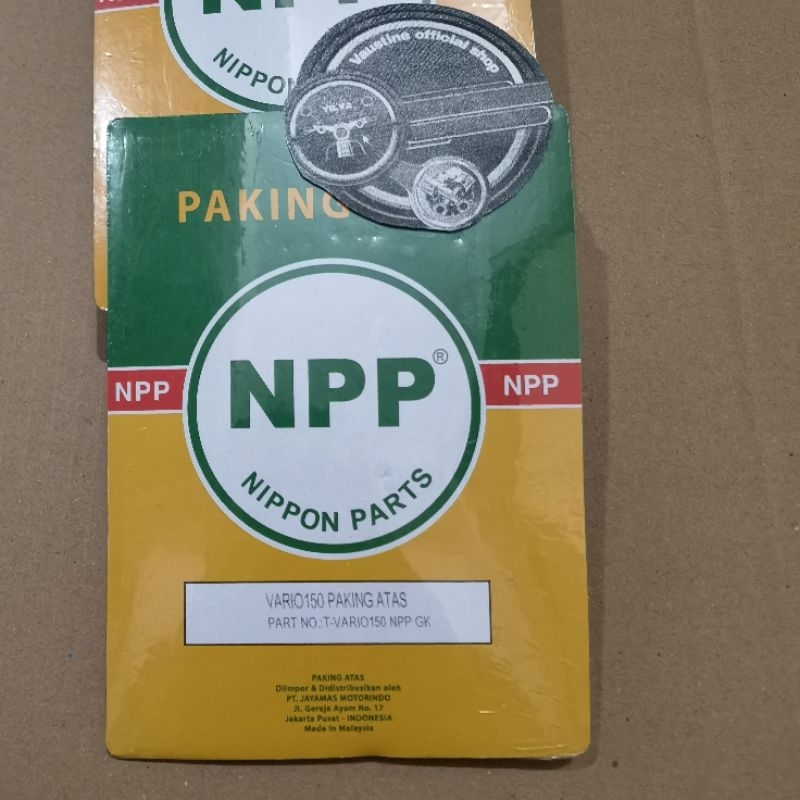 NIPPON
Vaustine official shop
PAKING
NPP®
NPP
NPP
NIPPON PARTS
VARIO150 PAKING ATAS
PART NO.:T-VARIO150 NPP GK
PAKING ATAS
Diimpor & Didistribusikan oleh
PT. JAYAMAS MOTORINDO
Jl. Gereja Ayam No. 17
Jakarta Pusat - INDONESIA
Made in Malaysia